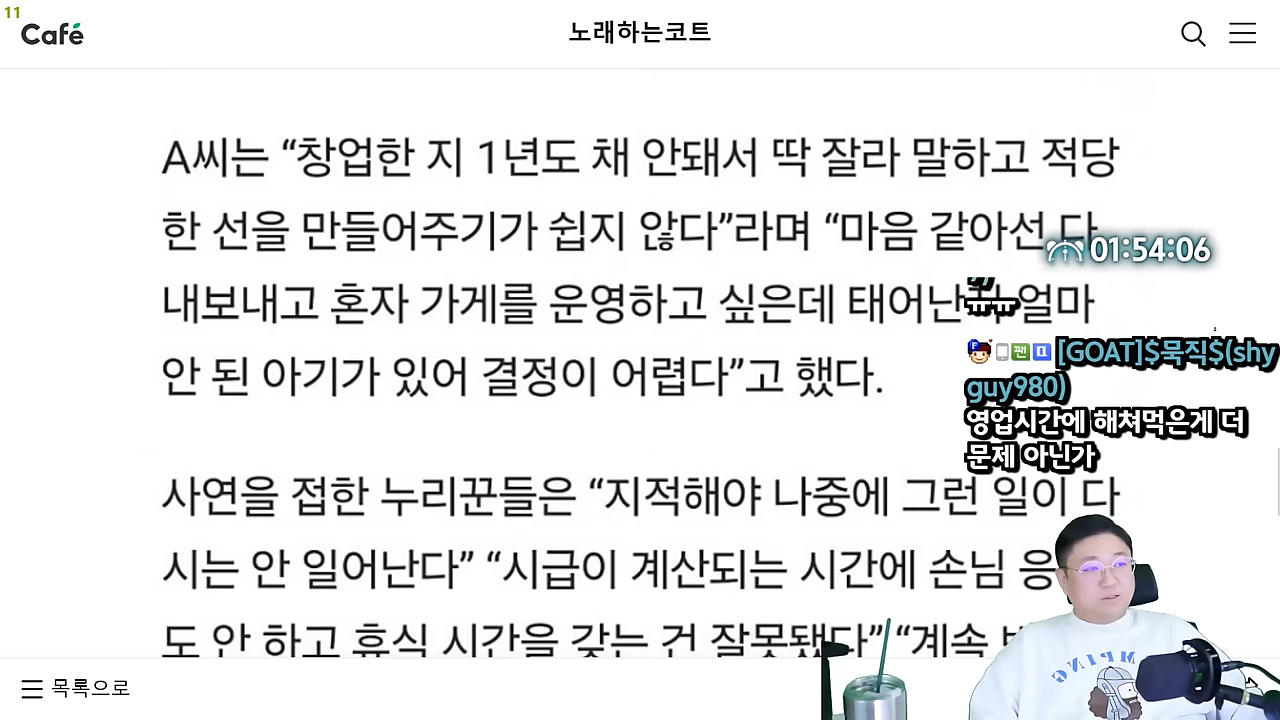 11
Café
노래하는코트
A씨는 “창업한 지 1년도 채 안돼서 딱 잘라 말하고 적당
한 선을 만들어주기가 쉽지 않다”라며 “마음 같아선 다
01:54:06
내보내고 혼자 가게를 운영하고 싶은데 태어난 얼마
ㅠㅠ
안 된 아기가 있어 결정이 어렵다”고 했다.
팬 [GOAT]$묵직$(shy
guy980)
영업시간에 해쳐먹은게 더
문제 아닌가
사연을 접한 누리꾼들은 “지적해야 나중에 그런 일이 다
시는 안 일어난다” “시급이 계산되는 시간에 손님 응
도 안 하고 휴식 시간을 갖는 건 잘못됐다” “계속
목록으로